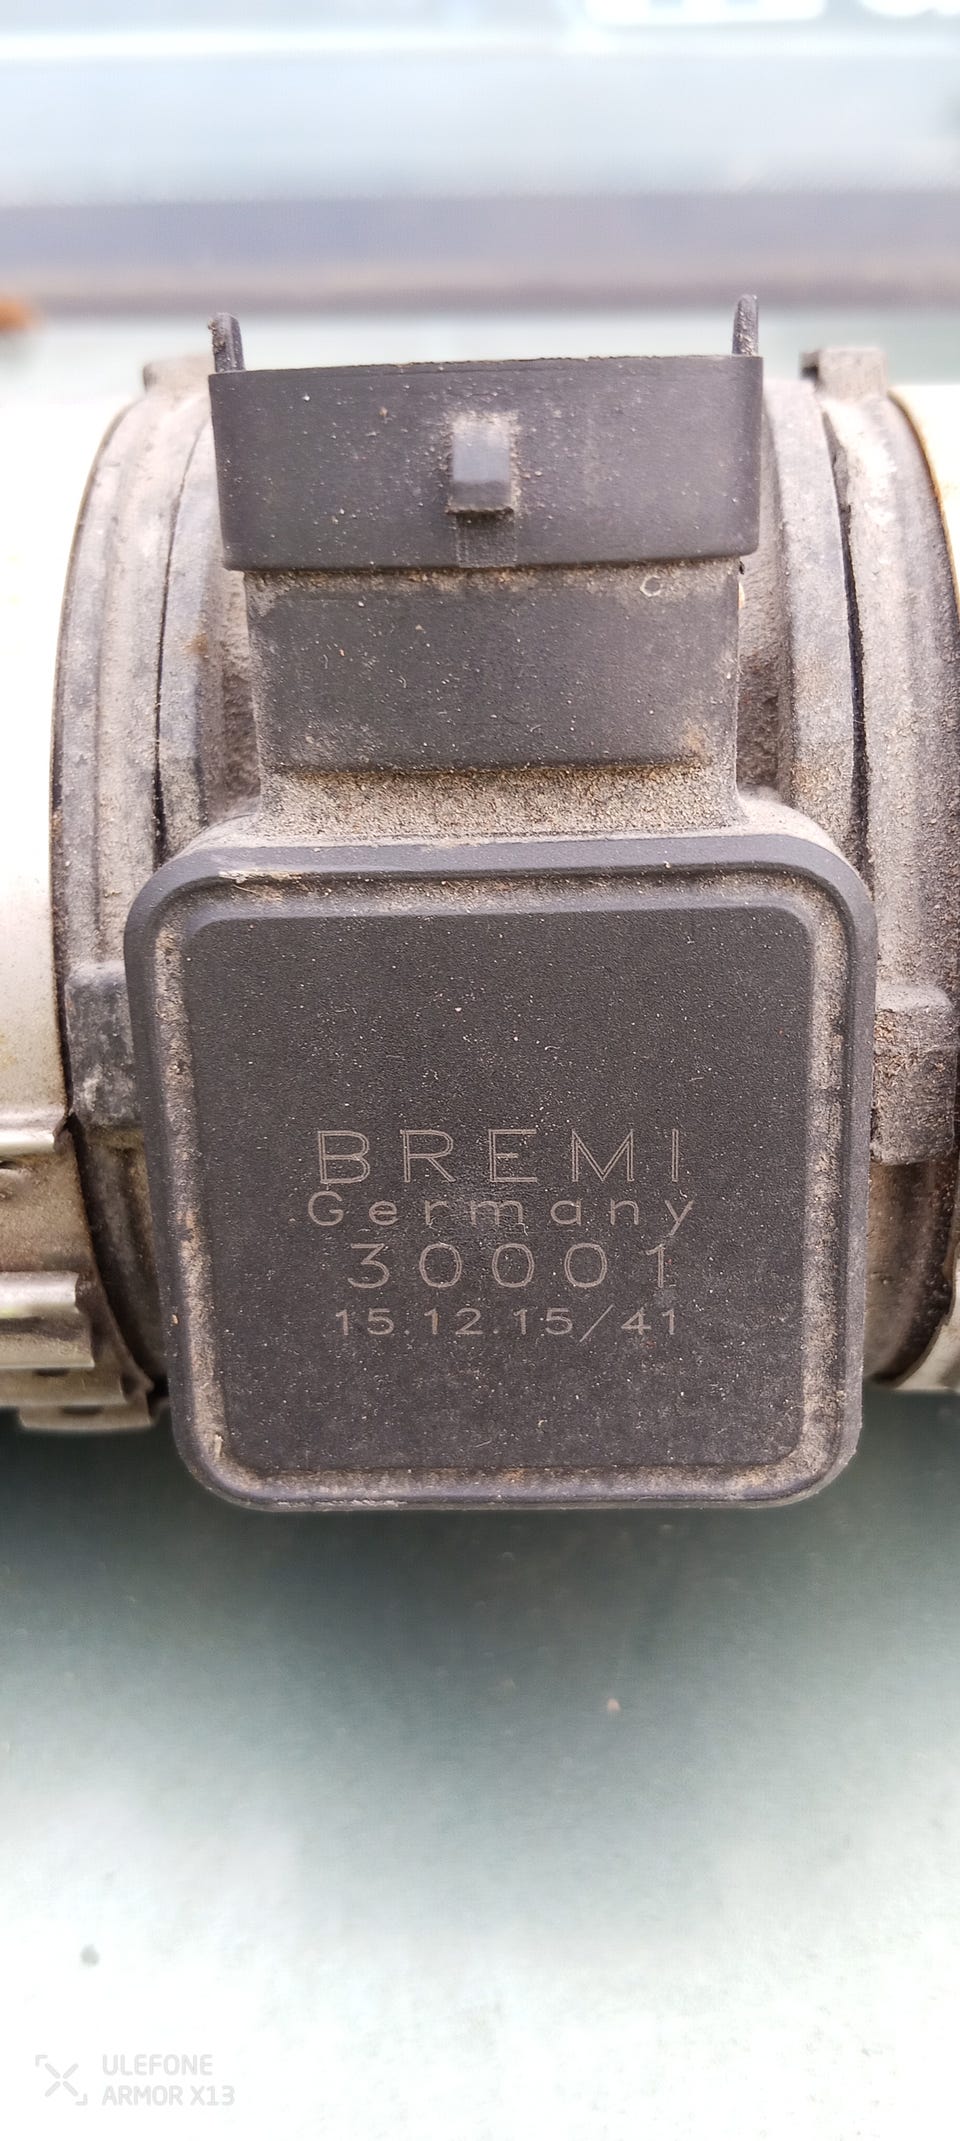 BREMI
Germany
30001
15.12.15/41
ULEFONE
ARMOR X13